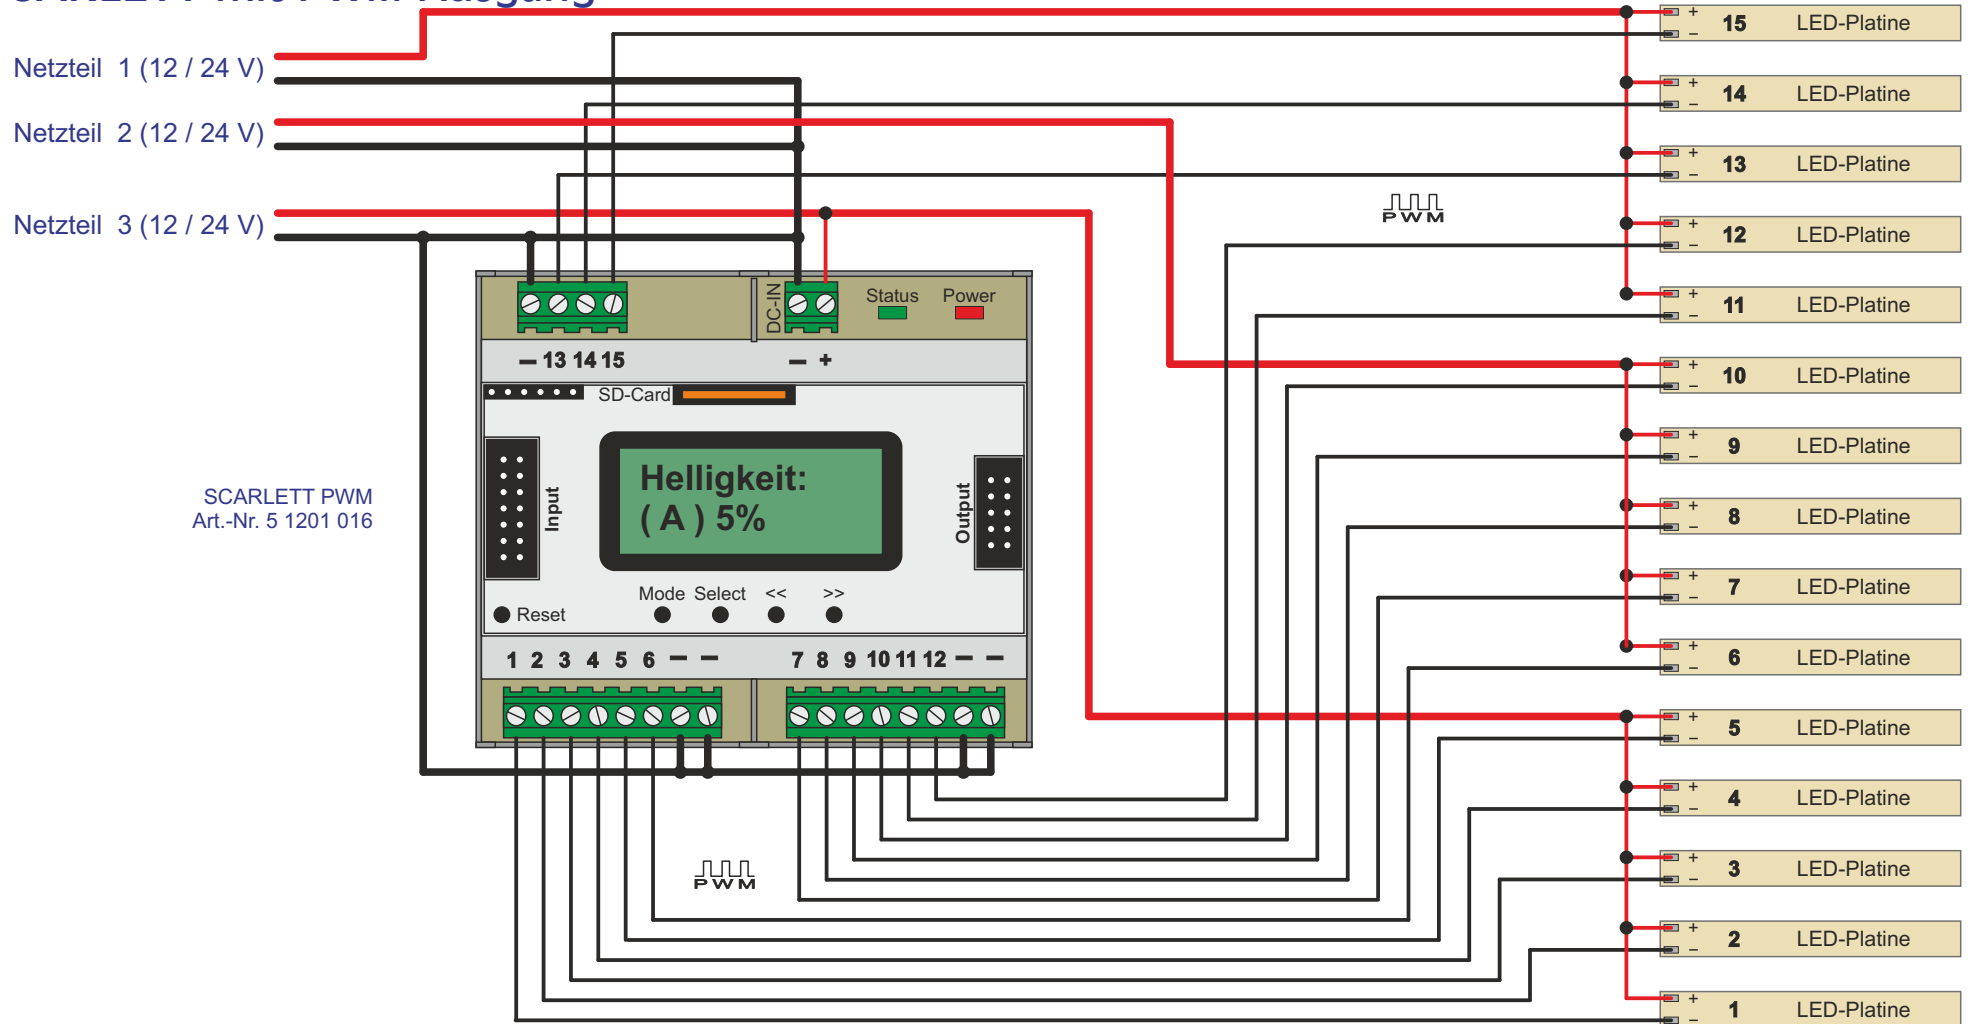 mit PWM-Ausgang
Netzteil 1 (12 / 24 V)
Netzteil 2 (12 / 24 V)
Netzteil 3 (12 / 24 V)
SCARLETT PWM
Art.-Nr. 5 1201 016
DC-IN
Status Power
– 13 14 15
– +
SD-Card
Input
Helligkeit:
( A ) 5%
Output
Mode Select << >>
Reset
1 2 3 4 5 6 – –
7 8 9 10 11 12 – –
PWM
PWM
+
– 15 LED-Platine
+
– 14 LED-Platine
+
– 13 LED-Platine
+
– 12 LED-Platine
+
– 11 LED-Platine
+
– 10 LED-Platine
+
– 9 LED-Platine
+
– 8 LED-Platine
+
– 7 LED-Platine
+
– 6 LED-Platine
+
– 5 LED-Platine
+
– 4 LED-Platine
+
– 3 LED-Platine
+
– 2 LED-Platine
+
– 1 LED-Platine